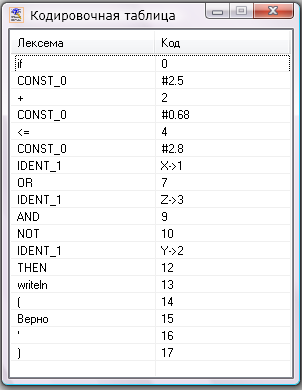 Кодировочная таблица
Лексема Код
if 0
CONST_0 #2.5
+ 2
CONST_0 #0.68
<= 4
CONST_0 #2.8
IDENT_1 X->1
OR 7
IDENT_1 Z->3
AND 9
NOT 10
IDENT_1 Y->2
THEN 12
writeln 13
( 14
Верно 15
' 16
) 17